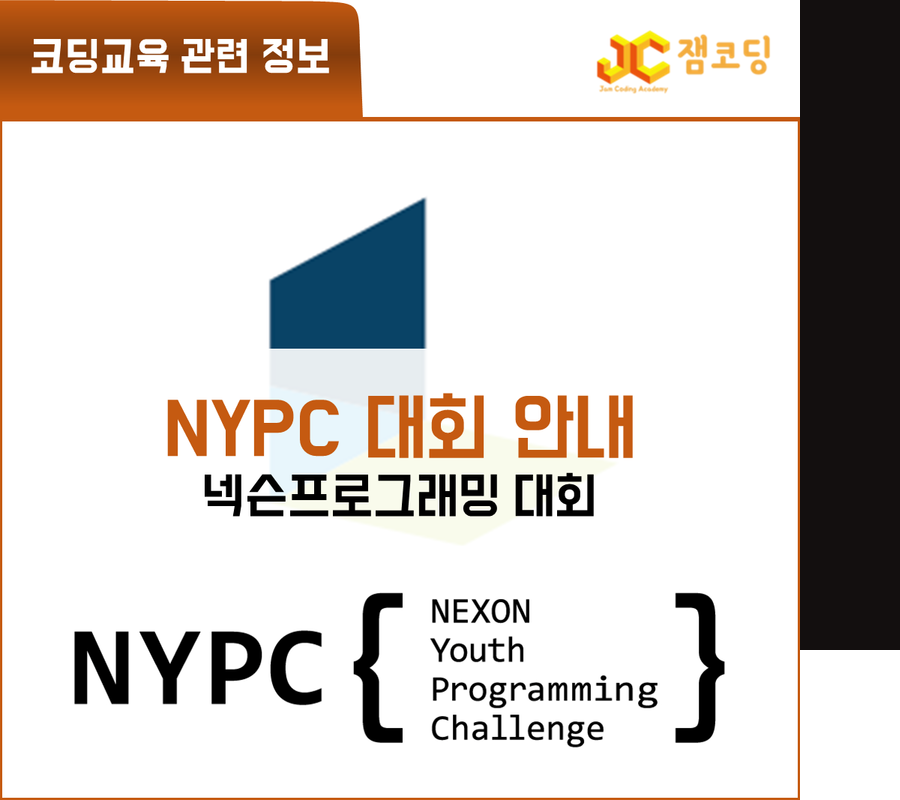 코딩교육 관련 정보
JC 잼코딩
Jam Coding Academy
NYPC 대회 안내
넥슨프로그래밍 대회
NYPC { NEXON
Youth
Programming
Challenge }